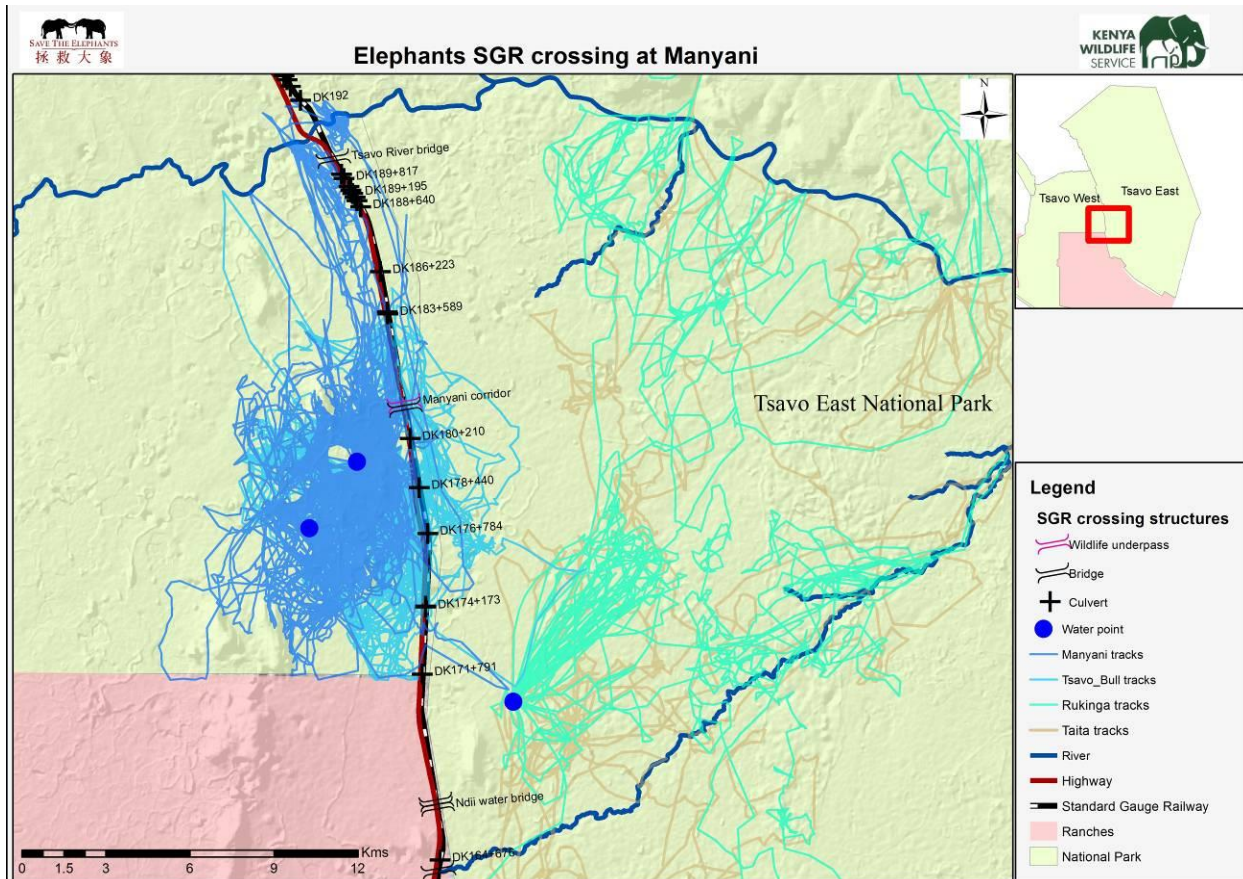 SAVE THE ELEPHANTS
拯救大象
Elephants SGR crossing at Manyani
KENYA
WILDLIFE
SERVICE
N
DK192
Tsavo River bridge
DK189+817
DK189+195
DK188+640
DK186+223
DK183+589
Manyani corridor
DK180+210
DK178+440
DK176+784
DK174+173
DK171+791
Ndii water bridge
DK164+676
Tsavo East National Park
Kms
0 1.5 3 6 9 12
Tsavo West
Tsavo East
Legend
SGR crossing structures
Wildlife underpass
Bridge
Culvert
Water point
Manyani tracks
Tsavo_Bull tracks
Rukinga tracks
Taita tracks
River
Highway
Standard Gauge Railway
Ranches
National Park